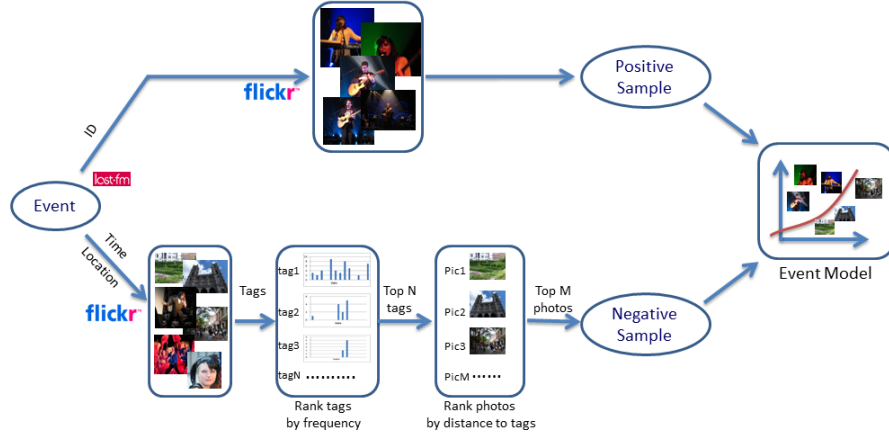 flickr
Positive
Sample
ID
lost.fm
Event
Event Model
Time
Location
flickr
Tags
tag1
tag2
tag3
tagN ..........
Rank tags
by frequency
Top N
tags
Pic1
Pic2
Pic3
PicM ......
Rank photos
by distance to tags
Top M
photos
Negative
Sample